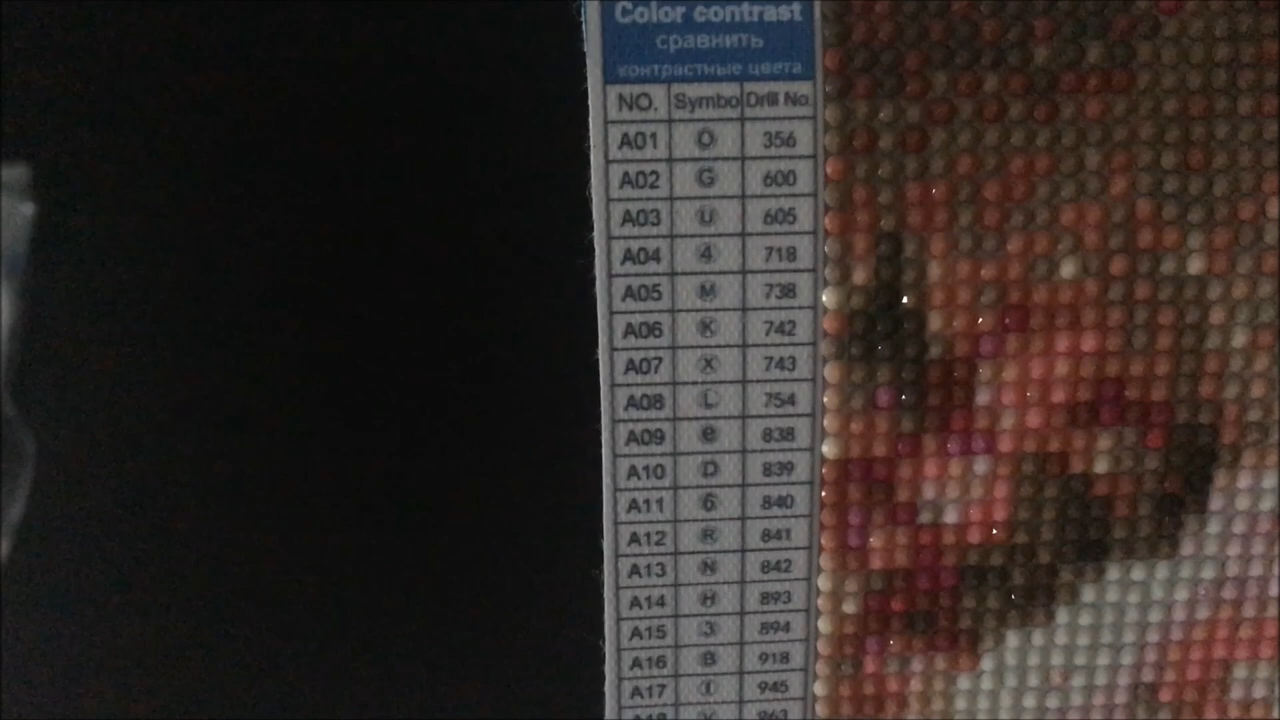 Color contrast
сравнить
контрастные цвета
NO. Symbo Drill No.
A01 O 356
A02 G 600
A03 U 605
A04 4 718
A05 M 738
A06 K 742
A07 X 743
A08 L 754
A09 e 838
A10 D 839
A11 6 840
A12 R 841
A13 N 842
A14 H 893
A15 3 894
A16 B 918
A17 I 945
A18 963